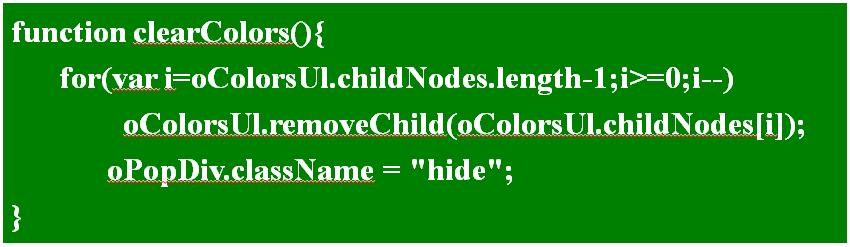 function clearColors(){
for(var i=oColorsUl.childNodes.length-1;i>=0;i--)
oColorsUl.removeChild(oColorsUl.childNodes[i]);
oPopDiv.className = "hide";
}